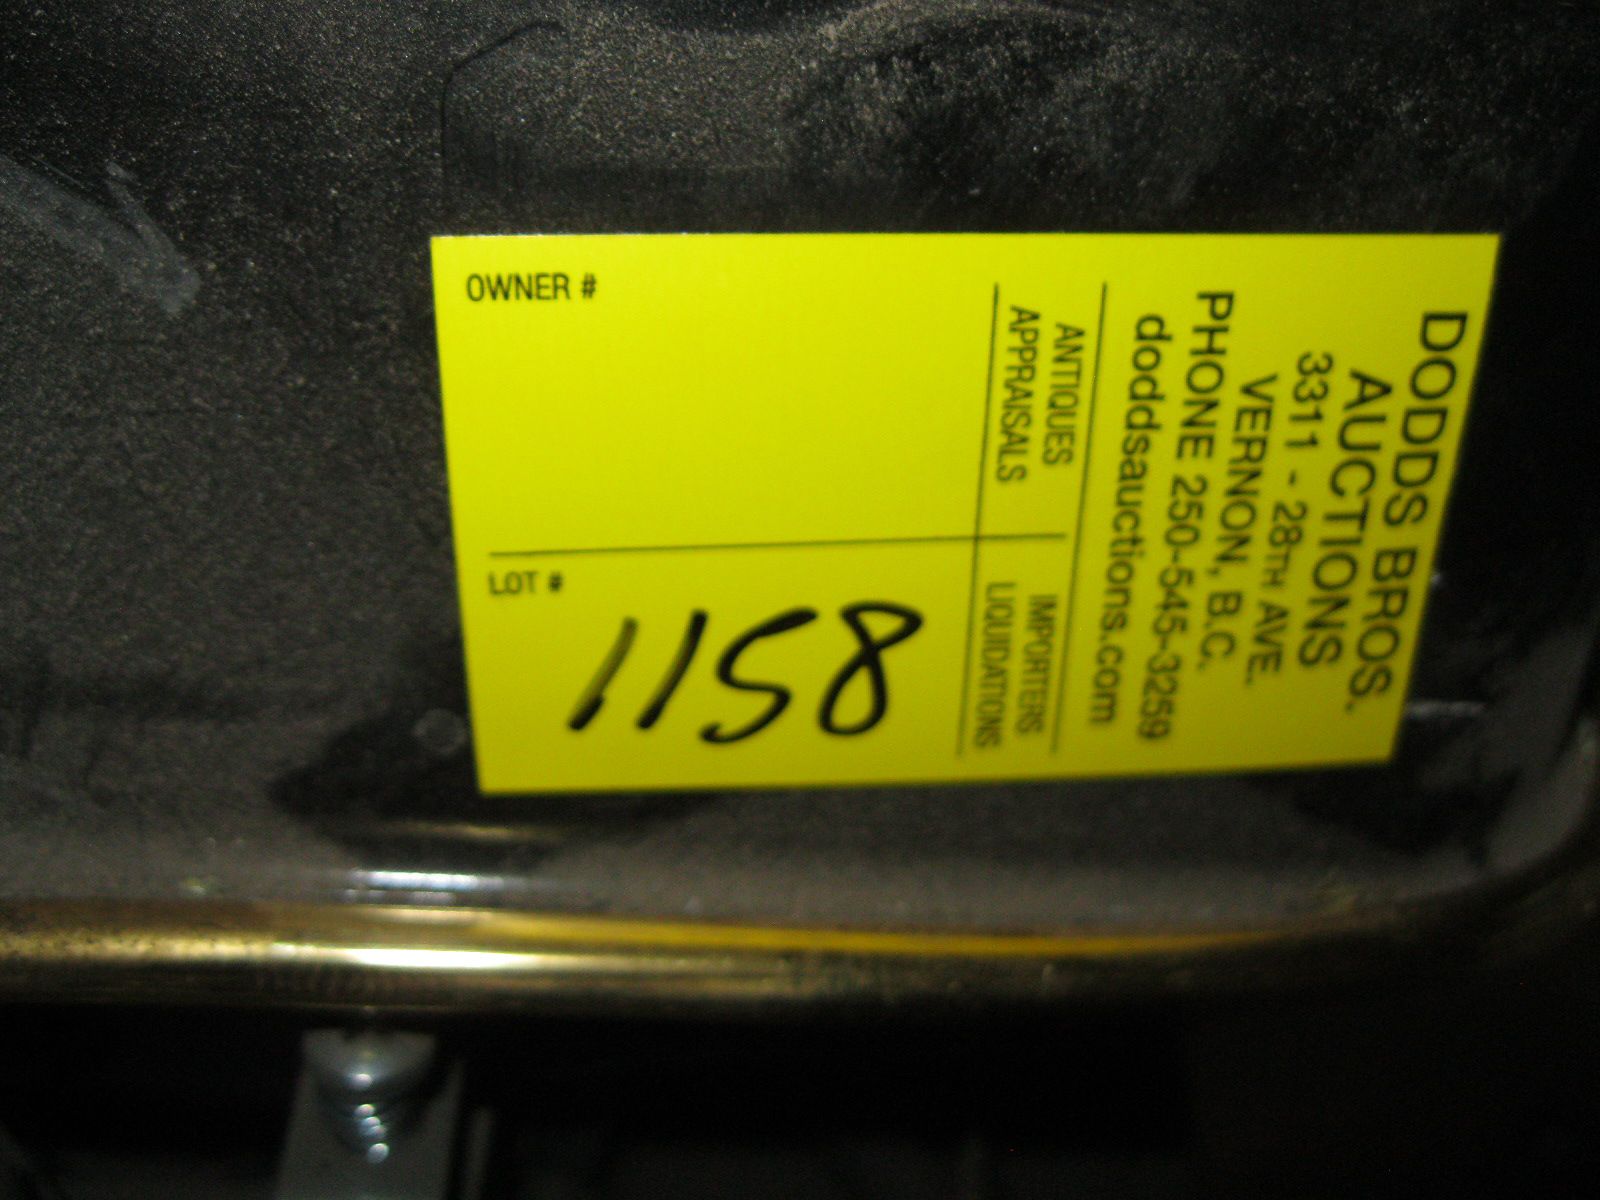 DODDS BROS.
AUCTIONS
3311 - 28TH AVE.
VERNON, B.C.
PHONE 250-545-3259
doddsauctions.com
ANTIQUES IMPORTERS
APPRAISALS LIQUIDATIONS
OWNER #
LOT #
1158